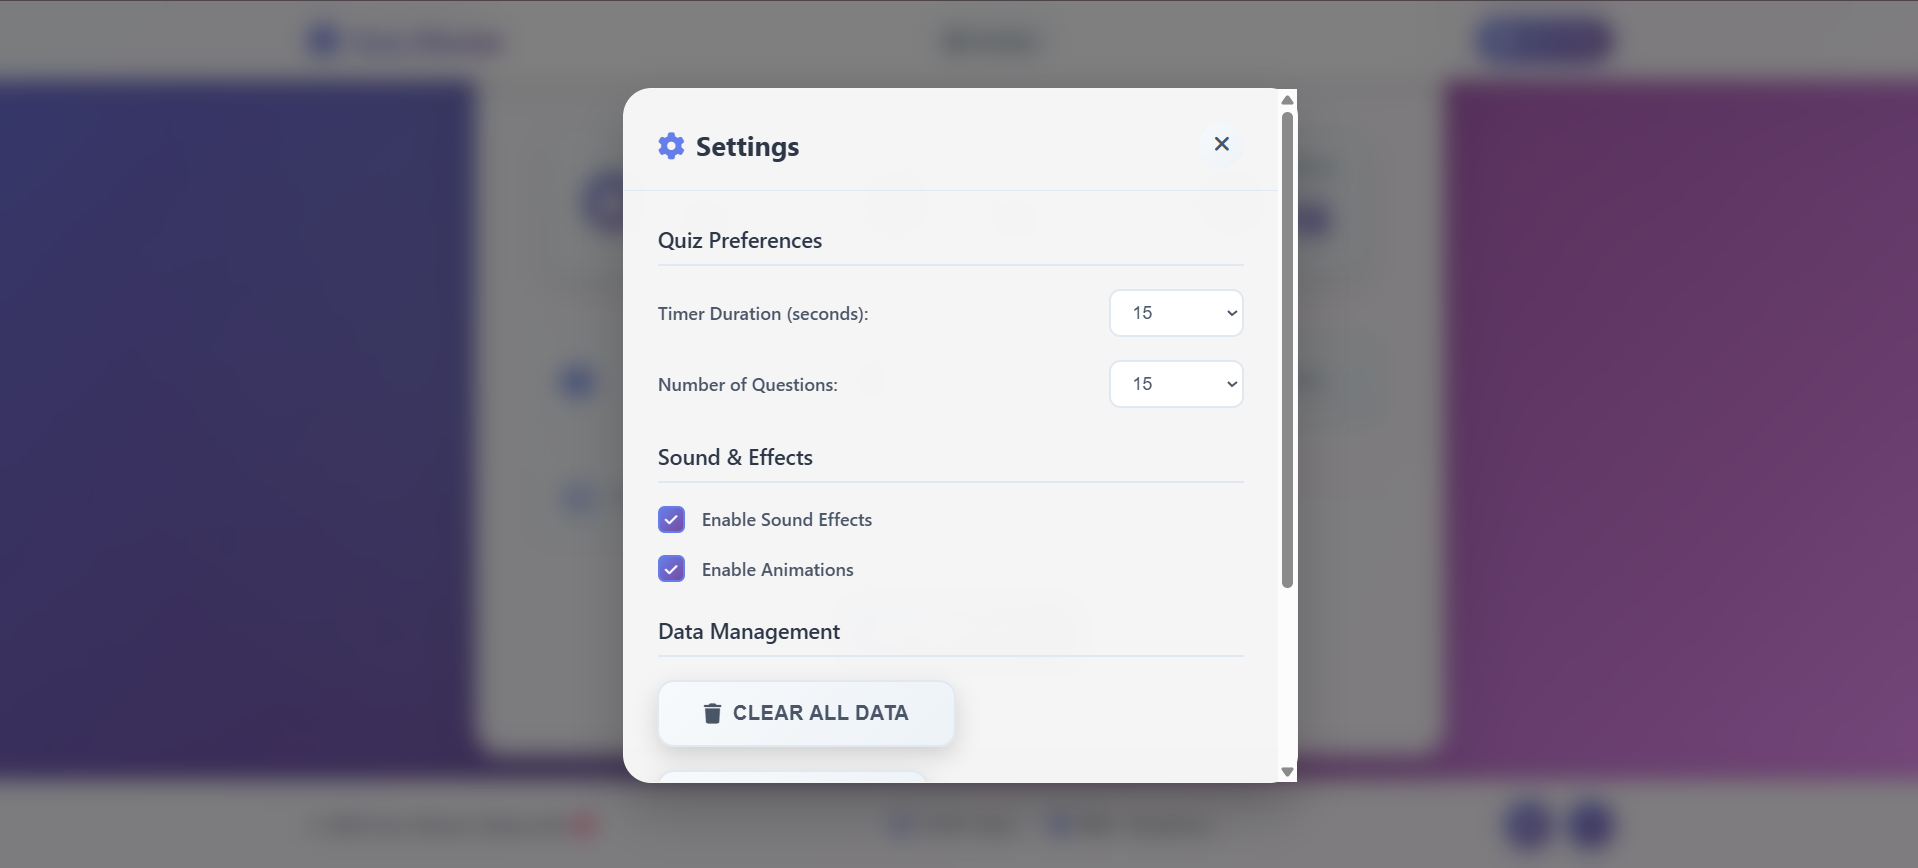 Settings
Quiz Preferences
Timer Duration (seconds):
15
Number of Questions:
15
Sound & Effects
Enable Sound Effects
Enable Animations
Data Management
CLEAR ALL DATA